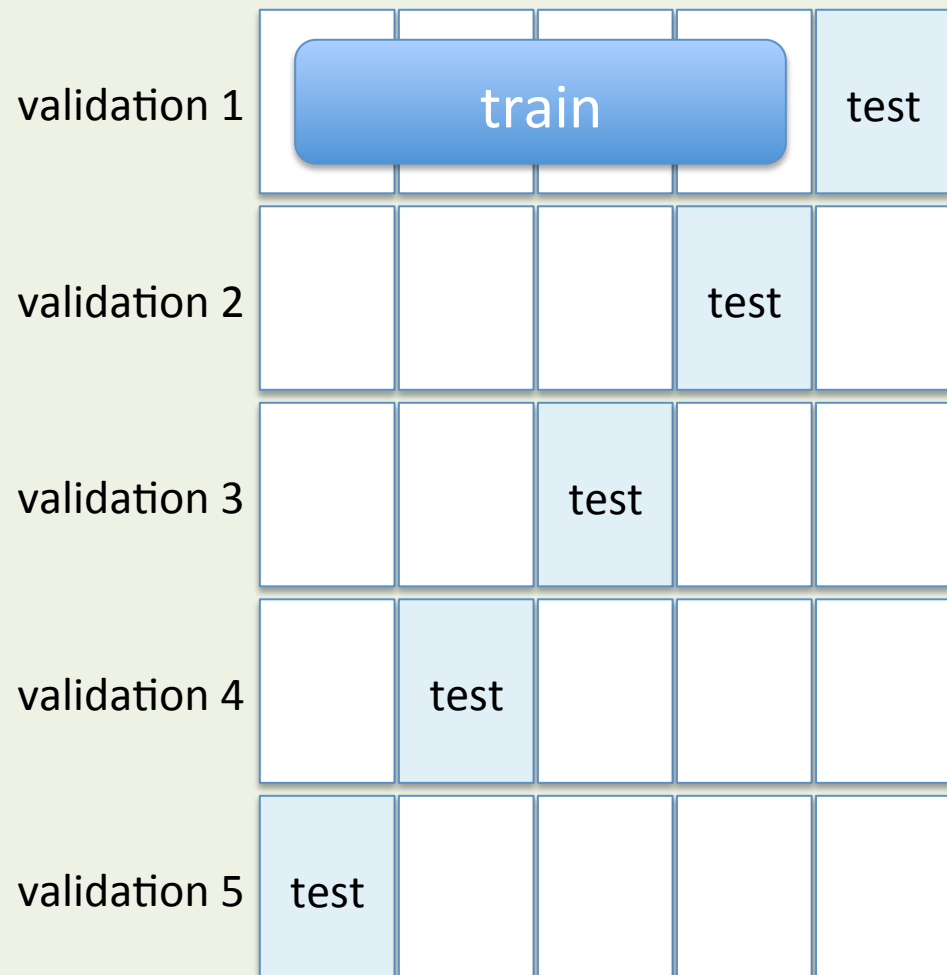 validation 1 train test
validation 2 test
validation 3 test
validation 4 test
validation 5 test